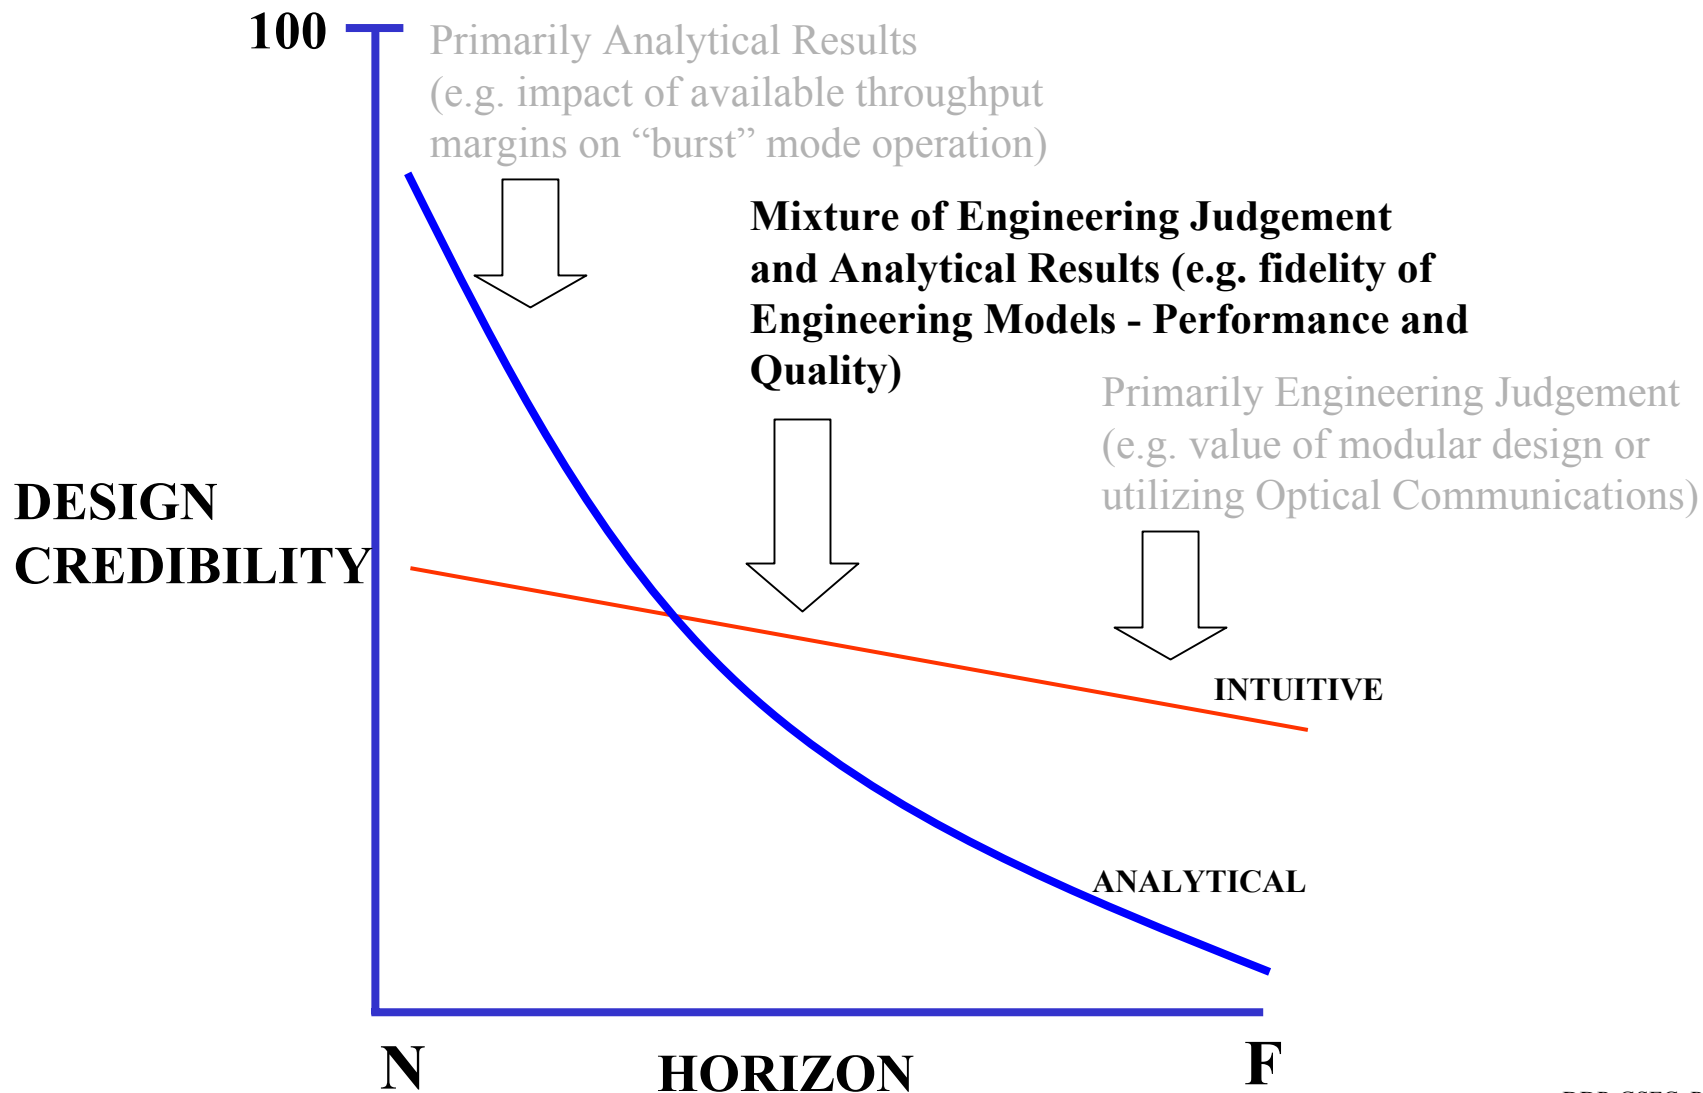 100
Primarily Analytical Results
(e.g. impact of available throughput
margins on “burst” mode operation)
Mixture of Engineering Judgement
and Analytical Results (e.g. fidelity of
Engineering Models - Performance and
Quality)
Primarily Engineering Judgement
(e.g. value of modular design or
utilizing Optical Communications)
DESIGN
CREDIBILITY
INTUITIVE
ANALYTICAL
N
HORIZON
F